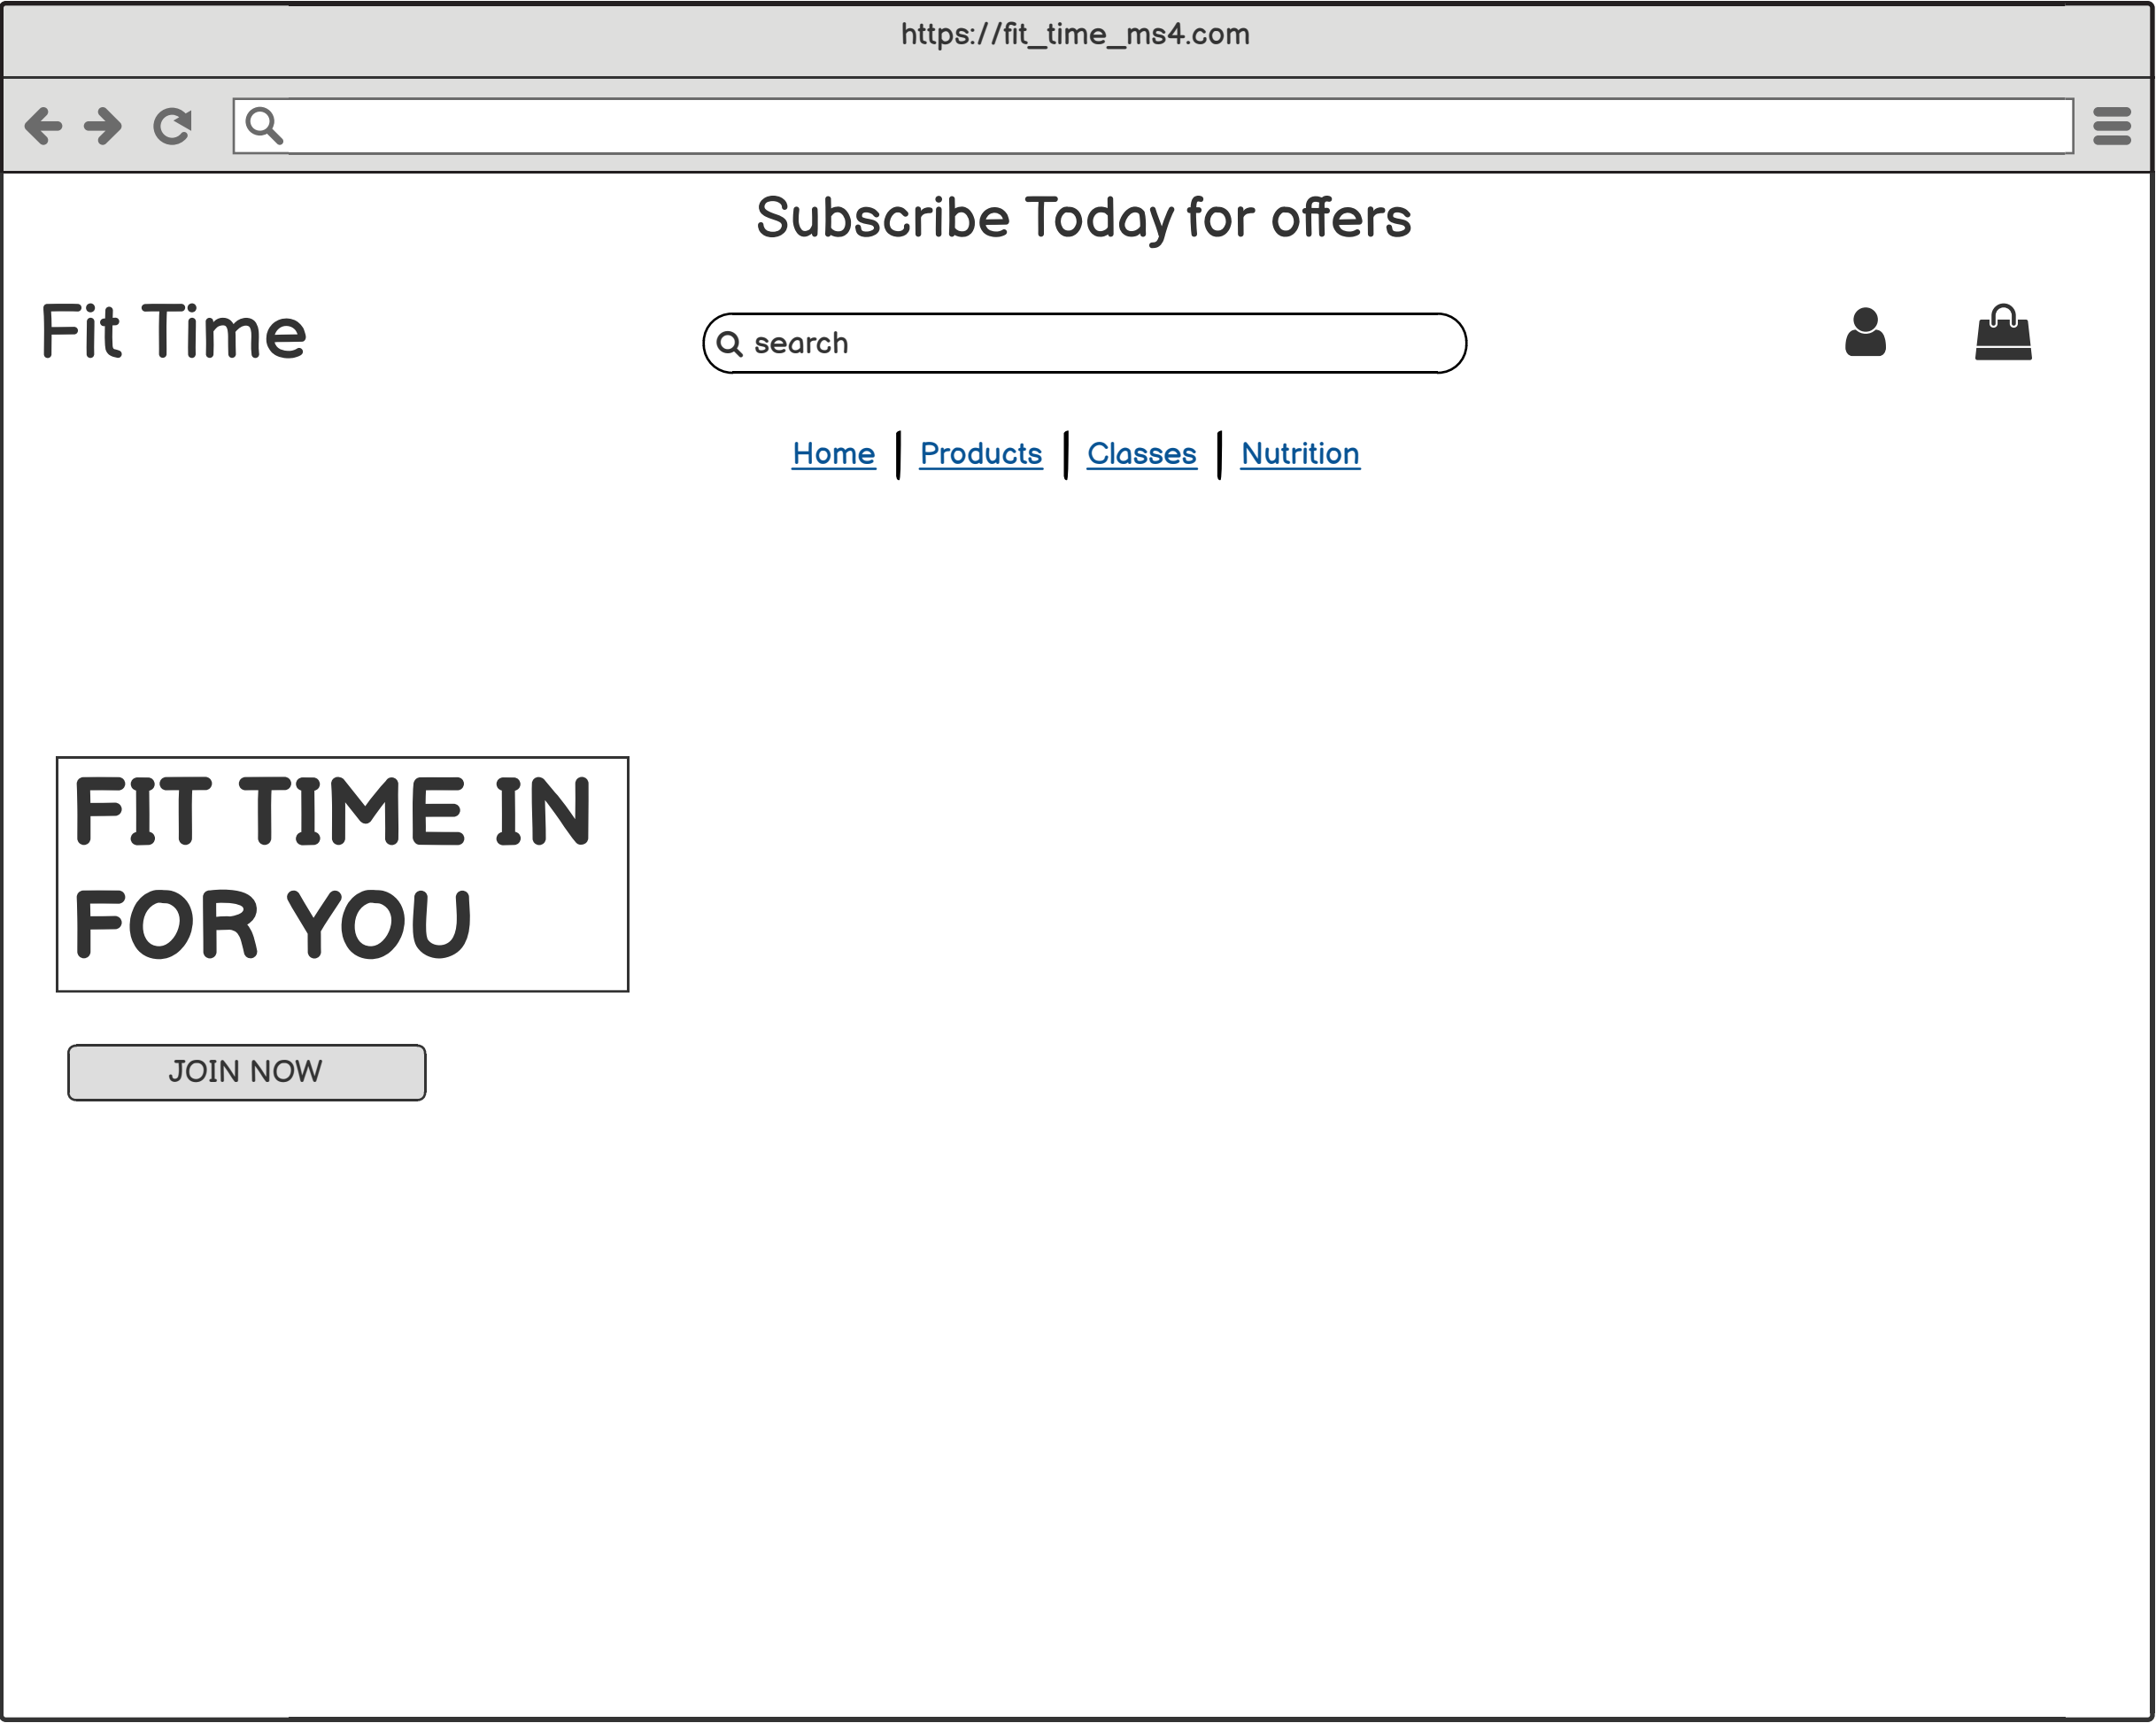 https://fit_time_ms4.com
Subscribe Today for offers
Fit Time
search
Home | Products | Classes | Nutrition
FIT TIME IN
FOR YOU
JOIN NOW